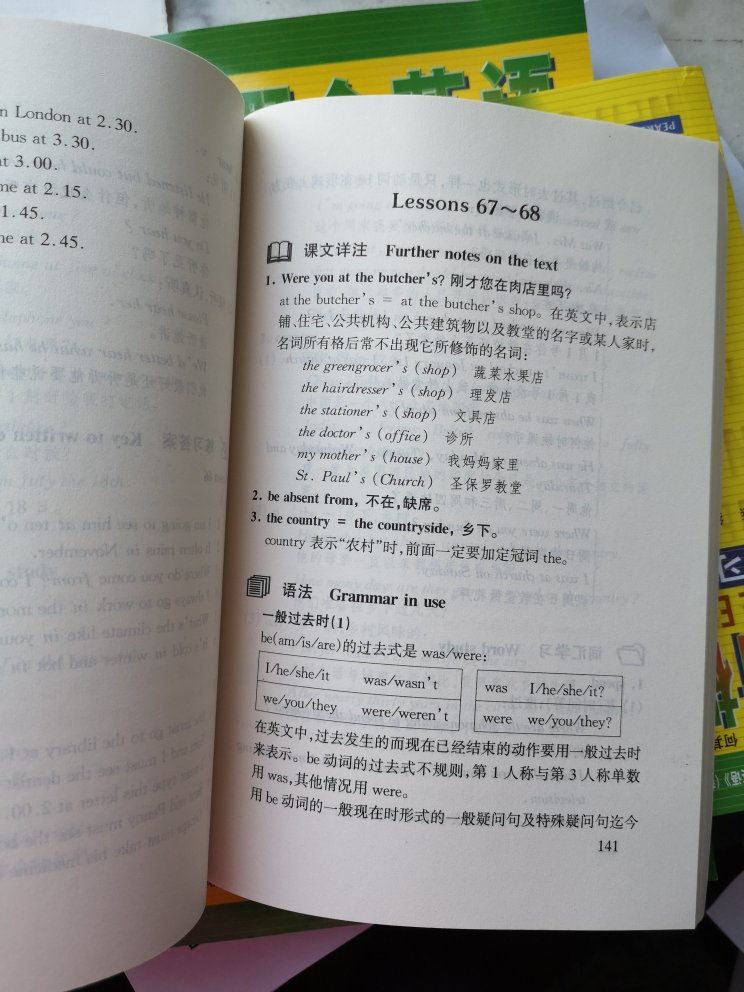 n London at 2.30.
bus at 3.30.
at 3.00.
me at 2.15.
1.45.
me at 2.45.
Lessons 67～68
课文详注 Further notes on the text
1. Were you at the butcher's? 刚才您在肉店里吗?
at the butcher's = at the butcher's shop。在英文中,表示店
铺、住宅、公共机构、公共建筑物以及教堂的名字或某人家时,
名词所有格后常不出现它所修饰的名词:
the greengrocer's (shop) 蔬菜水果店
the hairdresser's (shop) 理发店
the stationer's (shop) 文具店
the doctor's (office) 诊所
my mother's (house) 我妈妈家里
St. Paul's (Church) 圣保罗教堂
2. be absent from, 不在,缺席。
3. the country = the countryside, 乡下。
country 表示“农村”时,前面一定要加定冠词 the。
语法 Grammar in use
一般过去时(1)
be(am/is/are)的过去式是 was/were:
I/he/she/it was/wasn't was I/he/she/it?
we/you/they were/weren't were we/you/they?
在英文中,过去发生的而现在已经结束的动作要用一般过去时
来表示。be 动词的过去式不规则,第 1 人称与第 3 人称单数
用 was,其他情况用 were。
用 be 动词的一般现在时形式的一般疑问句及特殊疑问句迄今
141